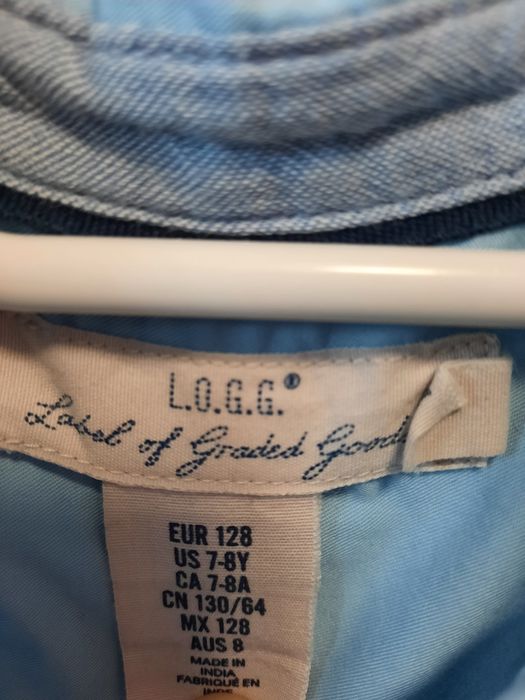 L.O.G.G.®
Label of Graded Goods
EUR 128
US 7-8Y
CA 7-8A
CN 130/64
MX 128
AUS 8
MADE IN
INDIA
FABRIQUÉ EN
INDE